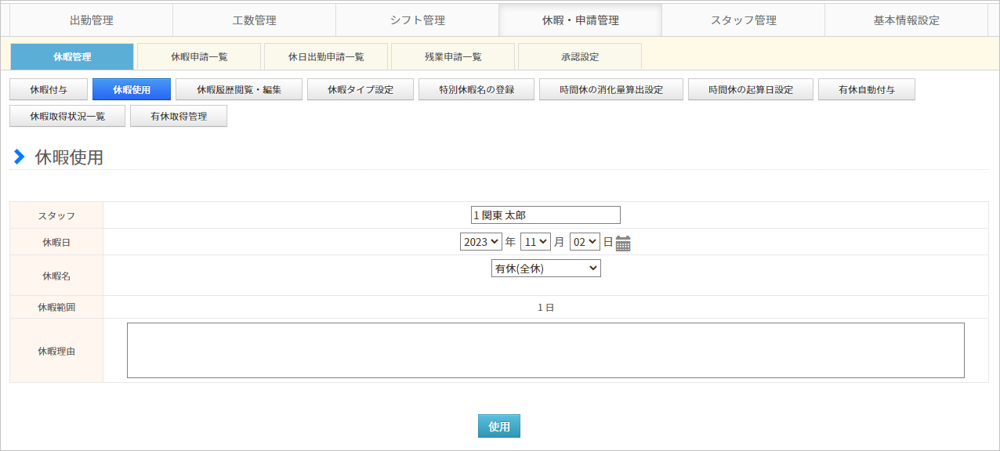 出勤管理 工数管理 シフト管理 休暇・申請管理 スタッフ管理 基本情報設定
休暇管理 休暇申請一覧 休日出勤申請一覧 残業申請一覧 承認設定
休暇付与 休暇使用 休暇履歴閲覧・編集 休暇タイプ設定 特別休暇名の登録 時間休の消化量算出設定 時間休の起算日設定 有休自動付与
休暇取得状況一覧 有休取得管理
休暇使用
スタッフ 1 関東 太郎
休暇日 2023 年 11 月 02 日
休暇名 有休(全休)
休暇範囲 1 日
休暇理由
使用